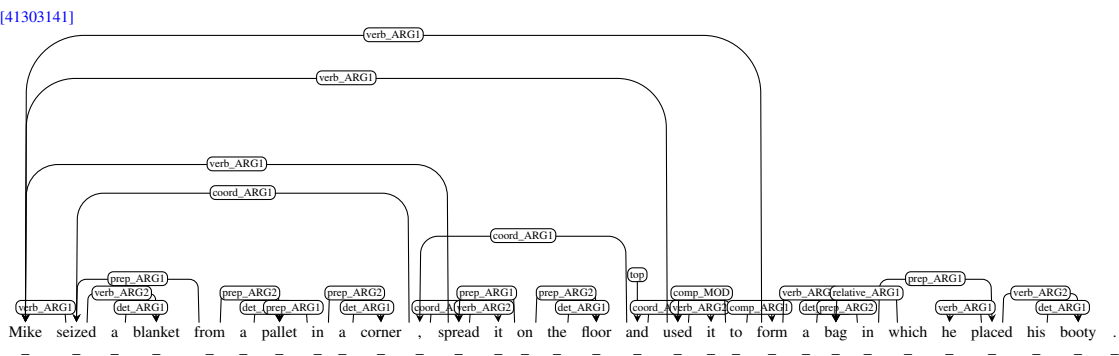 [41303141]
verb_ARG1
verb_ARG1
verb_ARG1
coord_ARG1
coord_ARG1
top
prep_ARG1 prep_ARG1
verb_ARG2 prep_ARG2 prep_ARG2 prep_ARG1 prep_ARG2 comp_MOD relative_ARG1 verb_ARG2
verb_ARG1 det_ARG1 prep_ARG1 det_ARG1 verb_ARG2 det_ARG1 verb_ARG2 comp_ARG1 prep_ARG2 verb_ARG1 det_ARG1
Mike seized a blanket from a pallet in a corner , spread it on the floor and used it to form a bag in which he placed his booty .
_ _ _ _ _ _ _ _ _ _ _ _ _ _ _ _ _ _ _ _ _ _ _ _ _ _ _ _ _ _